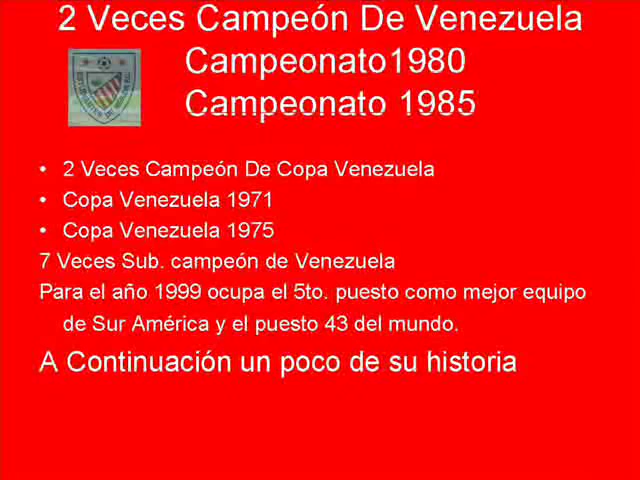 2 Veces Campeón De Venezuela
Campeonato1980
Campeonato 1985
• 2 Veces Campeón De Copa Venezuela
• Copa Venezuela 1971
• Copa Venezuela 1975
7 Veces Sub. campeón de Venezuela
Para el año 1999 ocupa el 5to. puesto como mejor equipo
de Sur América y el puesto 43 del mundo.
A Continuación un poco de su historia